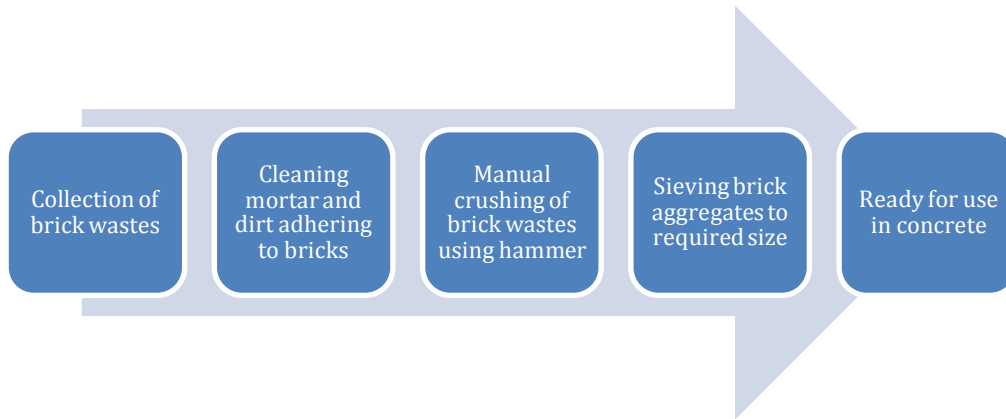 Collection of
brick wastes
Cleaning
mortar and
dirt adhering
to bricks
Manual
crushing of
brick wastes
using hammer
Sieving brick
aggregates to
required size
Ready for use
in concrete